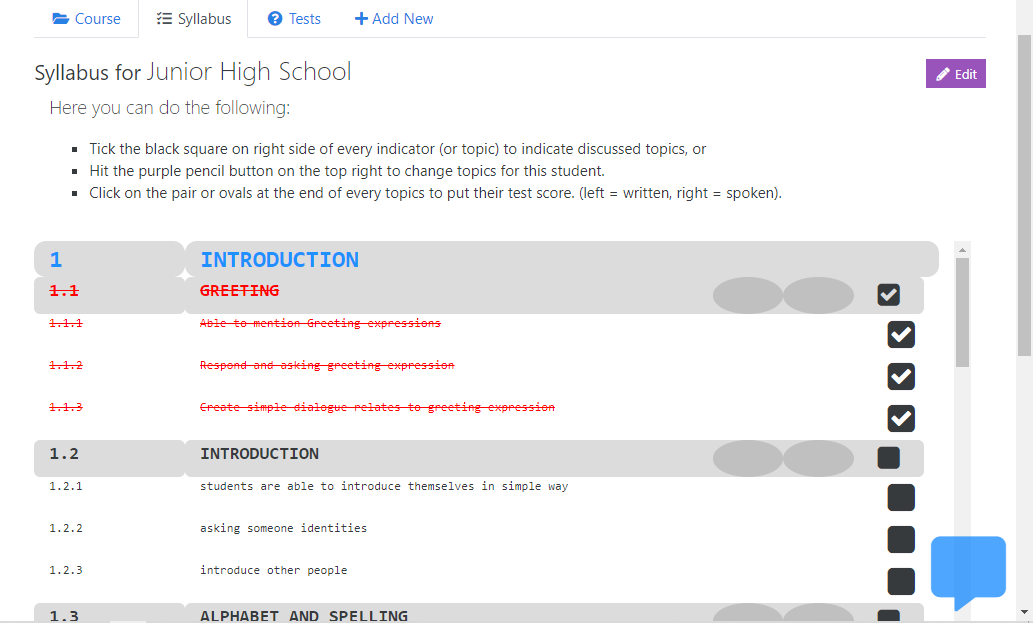 Course Syllabus Tests Add New
Syllabus for Junior High School Edit
Here you can do the following:
Tick the black square on right side of every indicator (or topic) to indicate discussed topics, or
Hit the purple pencil button on the top right to change topics for this student.
Click on the pair or ovals at the end of every topics to put their test score. (left = written, right = spoken).
1 INTRODUCTION
1.1 GREETING
1.1.1 Able to mention Greeting expressions
1.1.2 Respond and asking greeting expression
1.1.3 Create simple dialogue relates to greeting expression
1.2 INTRODUCTION
1.2.1 students are able to introduce themselves in simple way
1.2.2 asking someone identities
1.2.3 introduce other people
1.3 ALPHABET AND SPELLING